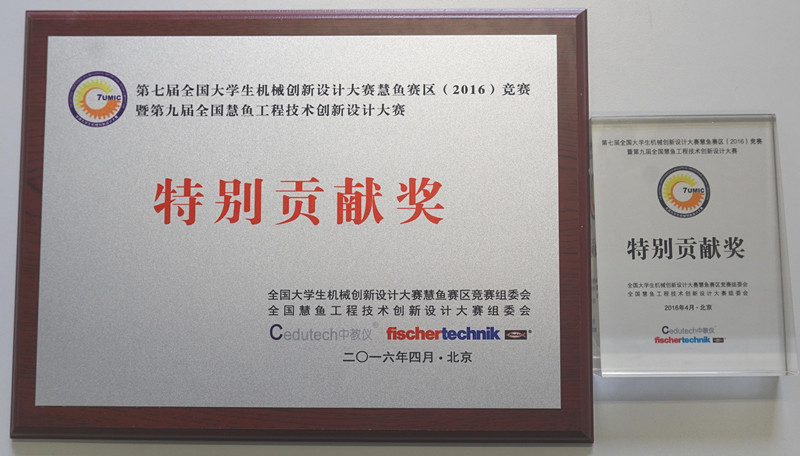 7UMIC
第七届全国大学生机械创新设计大赛慧鱼赛区（2016）竞赛
暨第九届全国慧鱼工程技术创新设计大赛
特别贡献奖
全国大学生机械创新设计大赛慧鱼赛区竞赛组委会
全国慧鱼工程技术创新设计大赛组委会
Cedutech中教仪® fischertechnik
二〇一六年四月·北京
第七届全国大学生机械创新设计大赛慧鱼赛区（2016）竞赛
暨第九届全国慧鱼工程技术创新设计大赛
7UMIC
特别贡献奖
全国大学生机械创新设计大赛慧鱼赛区竞赛组委会
全国慧鱼工程技术创新设计大赛组委会
2016年4月·北京
Cedutech中教仪
fischertechnik